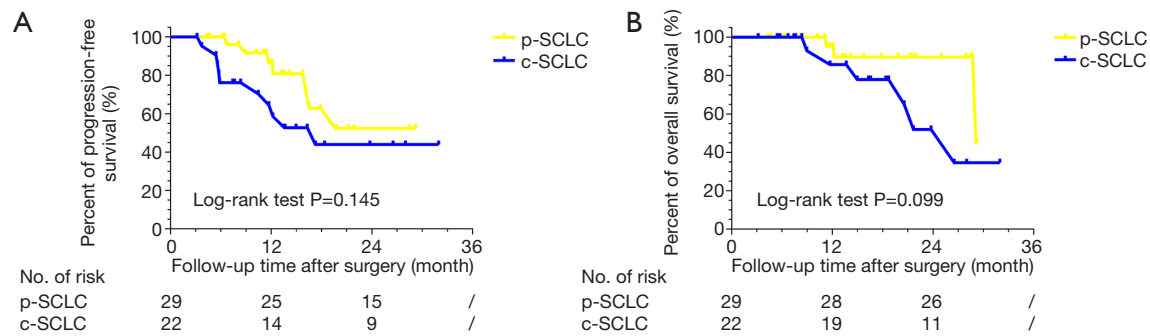 A
Percent of progression-free
survival (%)
100
80
60
40
20
0
p-SCLC
c-SCLC
Log-rank test P=0.145
0 12 24 36
Follow-up time after surgery (month)
No. of risk
p-SCLC 29 25 15 /
c-SCLC 22 14 9 /
B
Percent of overall survival (%)
100
80
60
40
20
0
p-SCLC
c-SCLC
Log-rank test P=0.099
0 12 24 36
Follow-up time after surgery (month)
No. of risk
p-SCLC 29 28 26 /
c-SCLC 22 19 11 /